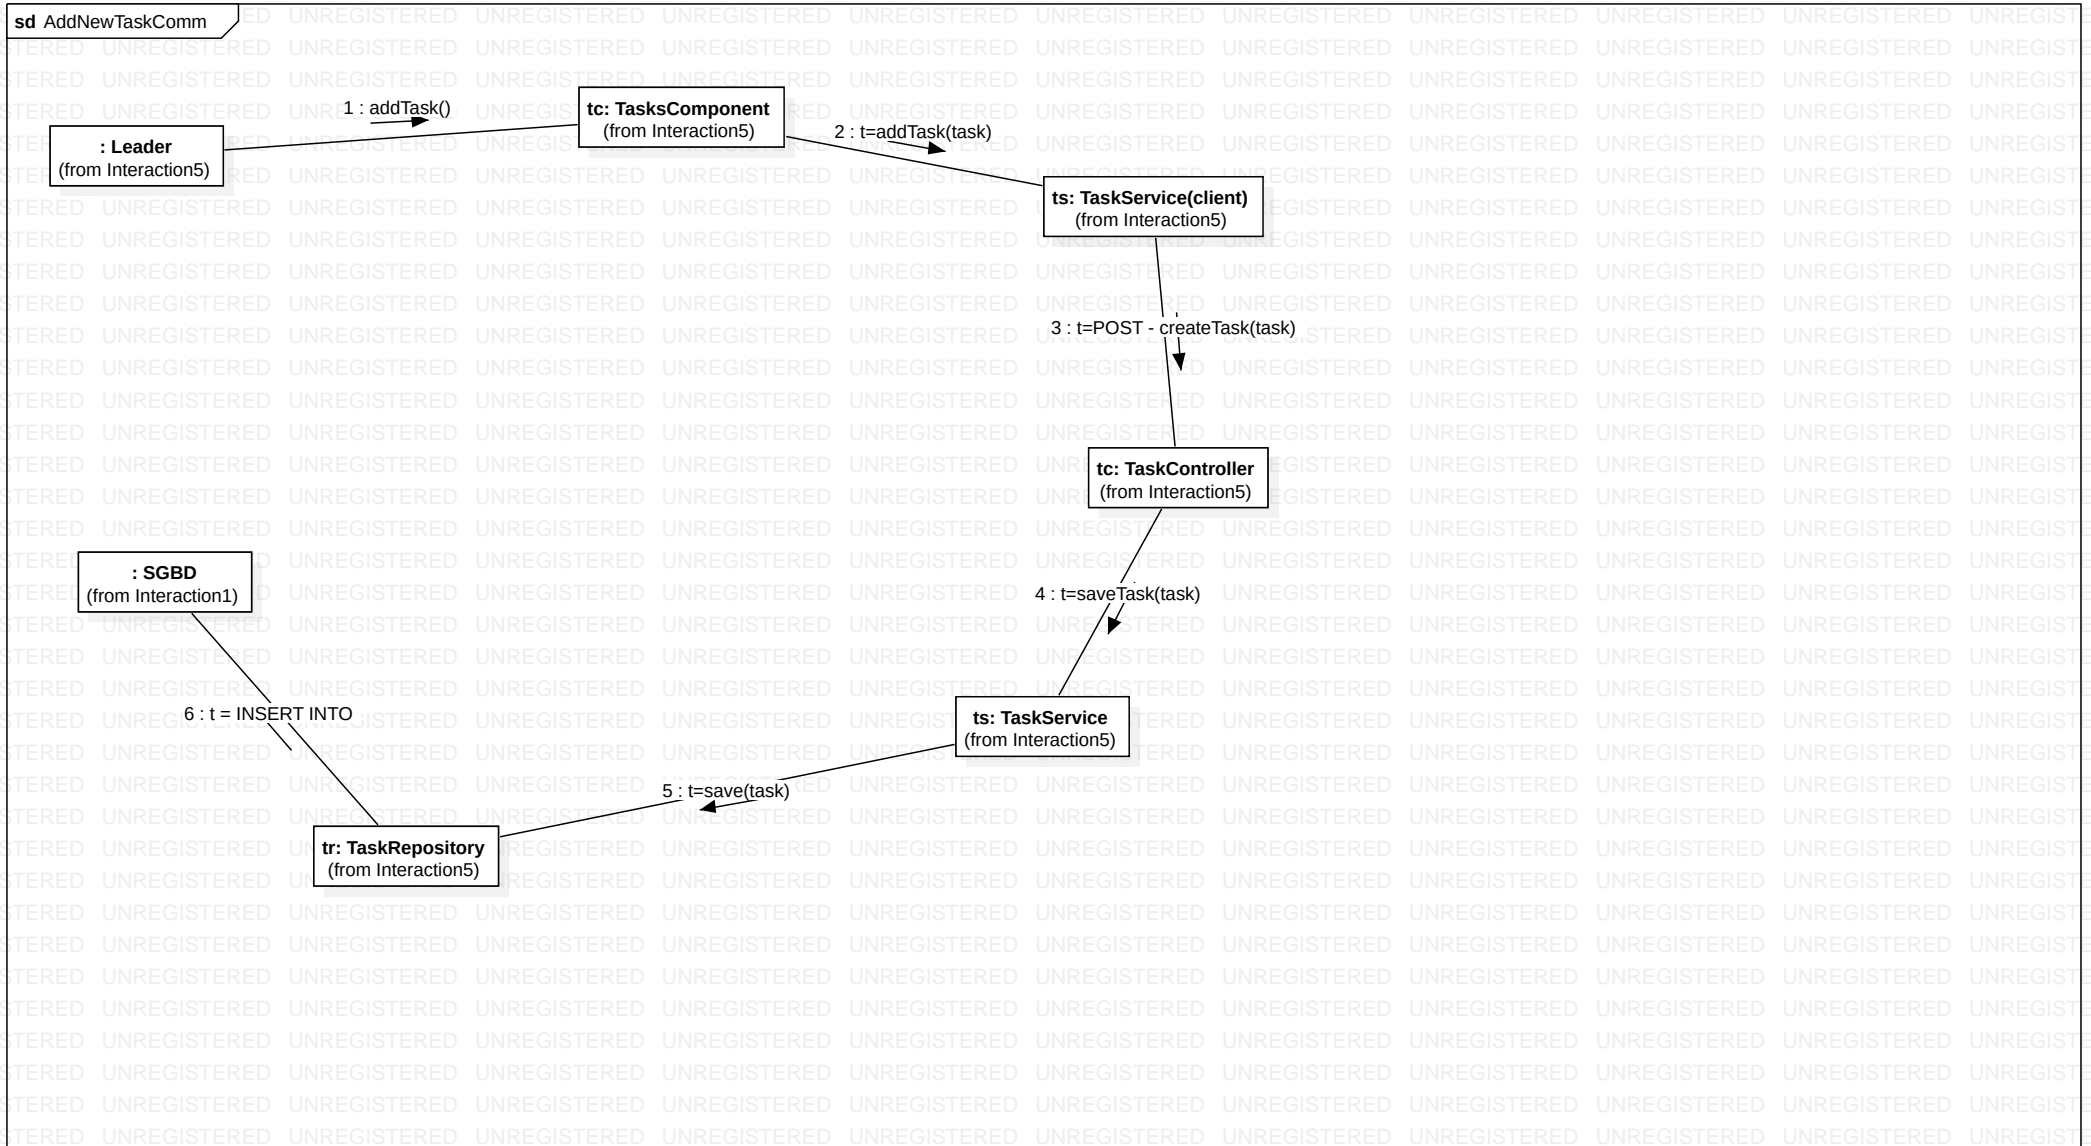 sd AddNewTaskComm
1 : addTask()
tc: TasksComponent
(from Interaction5)
2 : t=addTask(task)
: Leader
(from Interaction5)
ts: TaskService(client)
(from Interaction5)
3 : t=POST - createTask(task)
tc: TaskController
(from Interaction5)
: SGBD
(from Interaction1)
4 : t=saveTask(task)
6 : t = INSERT INTO
ts: TaskService
(from Interaction5)
5 : t=save(task)
tr: TaskRepository
(from Interaction5)
UNREGISTERED